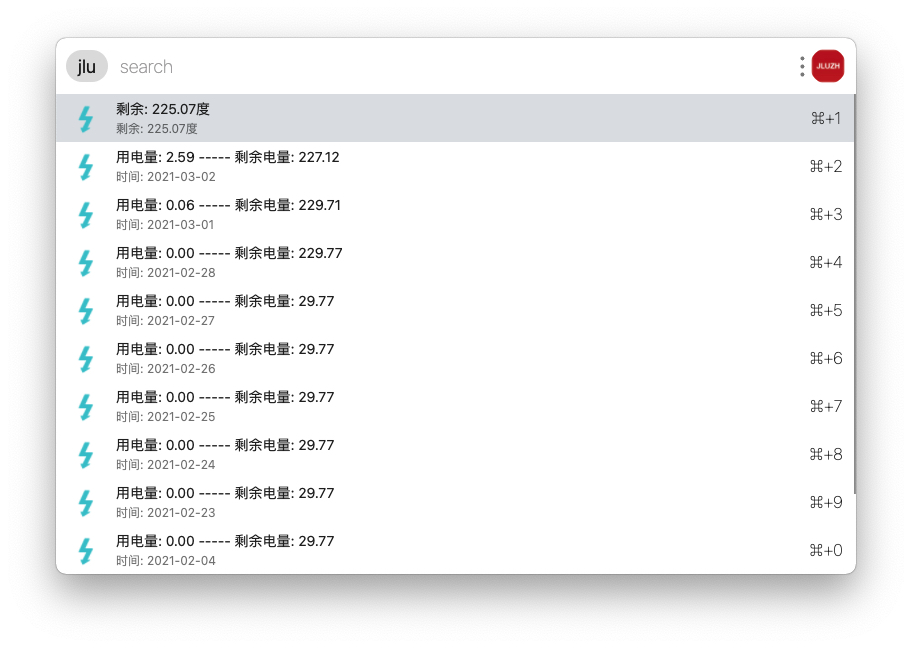 jlu search JLUZH
剩余: 225.07度
剩余: 225.07度 ⌘+1
用电量: 2.59 ----- 剩余电量: 227.12
时间: 2021-03-02 ⌘+2
用电量: 0.06 ----- 剩余电量: 229.71
时间: 2021-03-01 ⌘+3
用电量: 0.00 ----- 剩余电量: 229.77
时间: 2021-02-28 ⌘+4
用电量: 0.00 ----- 剩余电量: 29.77
时间: 2021-02-27 ⌘+5
用电量: 0.00 ----- 剩余电量: 29.77
时间: 2021-02-26 ⌘+6
用电量: 0.00 ----- 剩余电量: 29.77
时间: 2021-02-25 ⌘+7
用电量: 0.00 ----- 剩余电量: 29.77
时间: 2021-02-24 ⌘+8
用电量: 0.00 ----- 剩余电量: 29.77
时间: 2021-02-23 ⌘+9
用电量: 0.00 ----- 剩余电量: 29.77
时间: 2021-02-04 ⌘+0